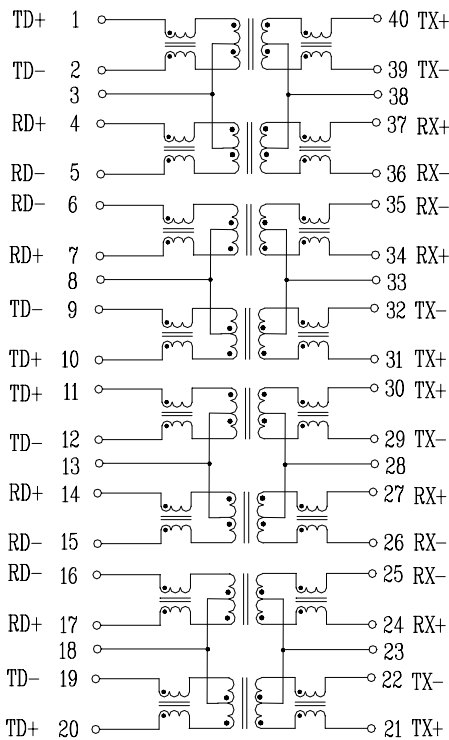 TD+ 1 40 TX+
TD- 2 39 TX-
3 38
RD+ 4 37 RX+
RD- 5 36 RX-
RD- 6 35 RX-
RD+ 7 34 RX+
8 33
TD- 9 32 TX-
TD+ 10 31 TX+
TD+ 11 30 TX+
TD- 12 29 TX-
13 28
RD+ 14 27 RX+
RD- 15 26 RX-
RD- 16 25 RX-
RD+ 17 24 RX+
18 23
TD- 19 22 TX-
TD+ 20 21 TX+